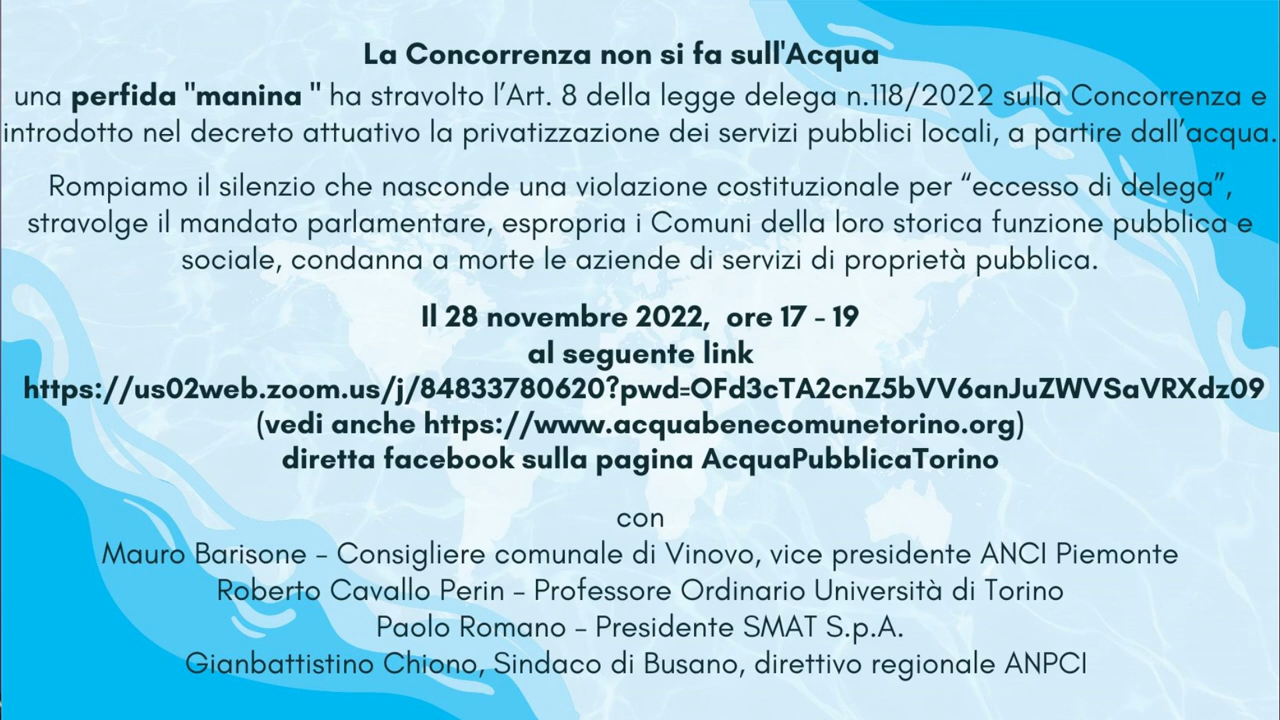 La Concorrenza non si fa sull'Acqua
una perfida "manina " ha stravolto l’Art. 8 della legge delega n.118/2022 sulla Concorrenza e
introdotto nel decreto attuativo la privatizzazione dei servizi pubblici locali, a partire dall’acqua.
Rompiamo il silenzio che nasconde una violazione costituzionale per “eccesso di delega”,
stravolge il mandato parlamentare, espropria i Comuni della loro storica funzione pubblica e
sociale, condanna a morte le aziende di servizi di proprietà pubblica.
Il 28 novembre 2022, ore 17 - 19
al seguente link
https://us02web.zoom.us/j/84833780620?pwd=OFd3cTA2cnZ5bVV6anJuZWVSaVRXdz09
(vedi anche https://www.acquabenecomunetorino.org)
diretta facebook sulla pagina AcquaPubblicaTorino
con
Mauro Barisone – Consigliere comunale di Vinovo, vice presidente ANCI Piemonte
Roberto Cavallo Perin – Professore Ordinario Università di Torino
Paolo Romano – Presidente SMAT S.p.A.
Gianbattistino Chiono, Sindaco di Busano, direttivo regionale ANPCI